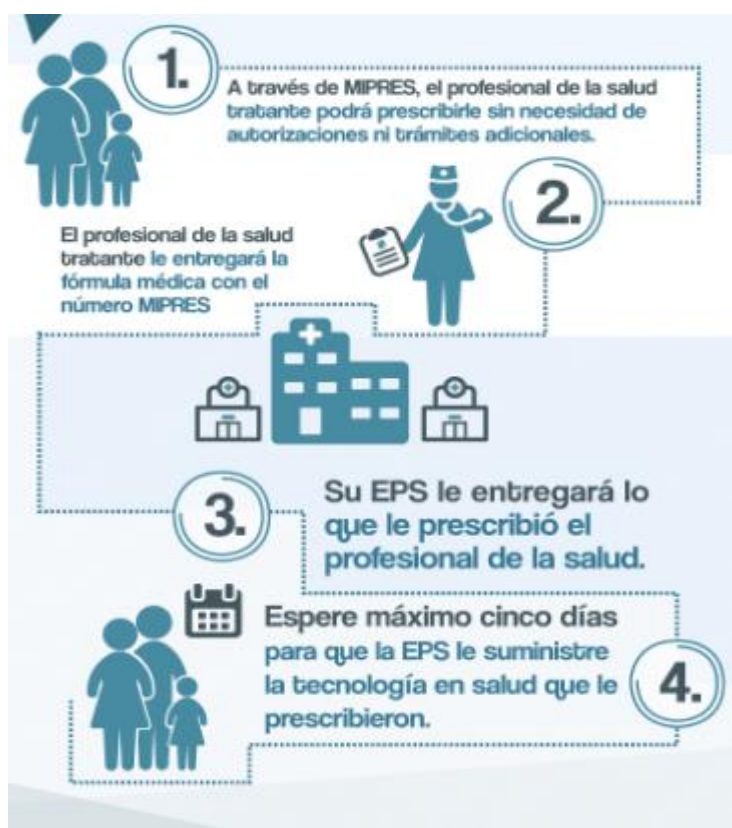 1.
A través de MIPRES, el profesional de la salud
tratante podrá prescribirle sin necesidad de
autorizaciones ni trámites adicionales.
2.
El profesional de la salud
tratante le entregará la
fórmula médica con el
número MIPRES
3.
Su EPS le entregará lo
que le prescribió el
profesional de la salud.
Espere máximo cinco días
para que la EPS le suministre
la tecnología en salud que le
prescribieron.
4.